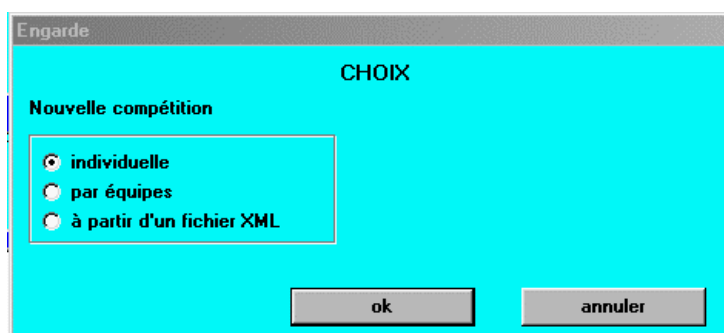 Engarde
CHOIX
Nouvelle compétition
individuelle
par équipes
à partir d'un fichier XML
ok
annuler